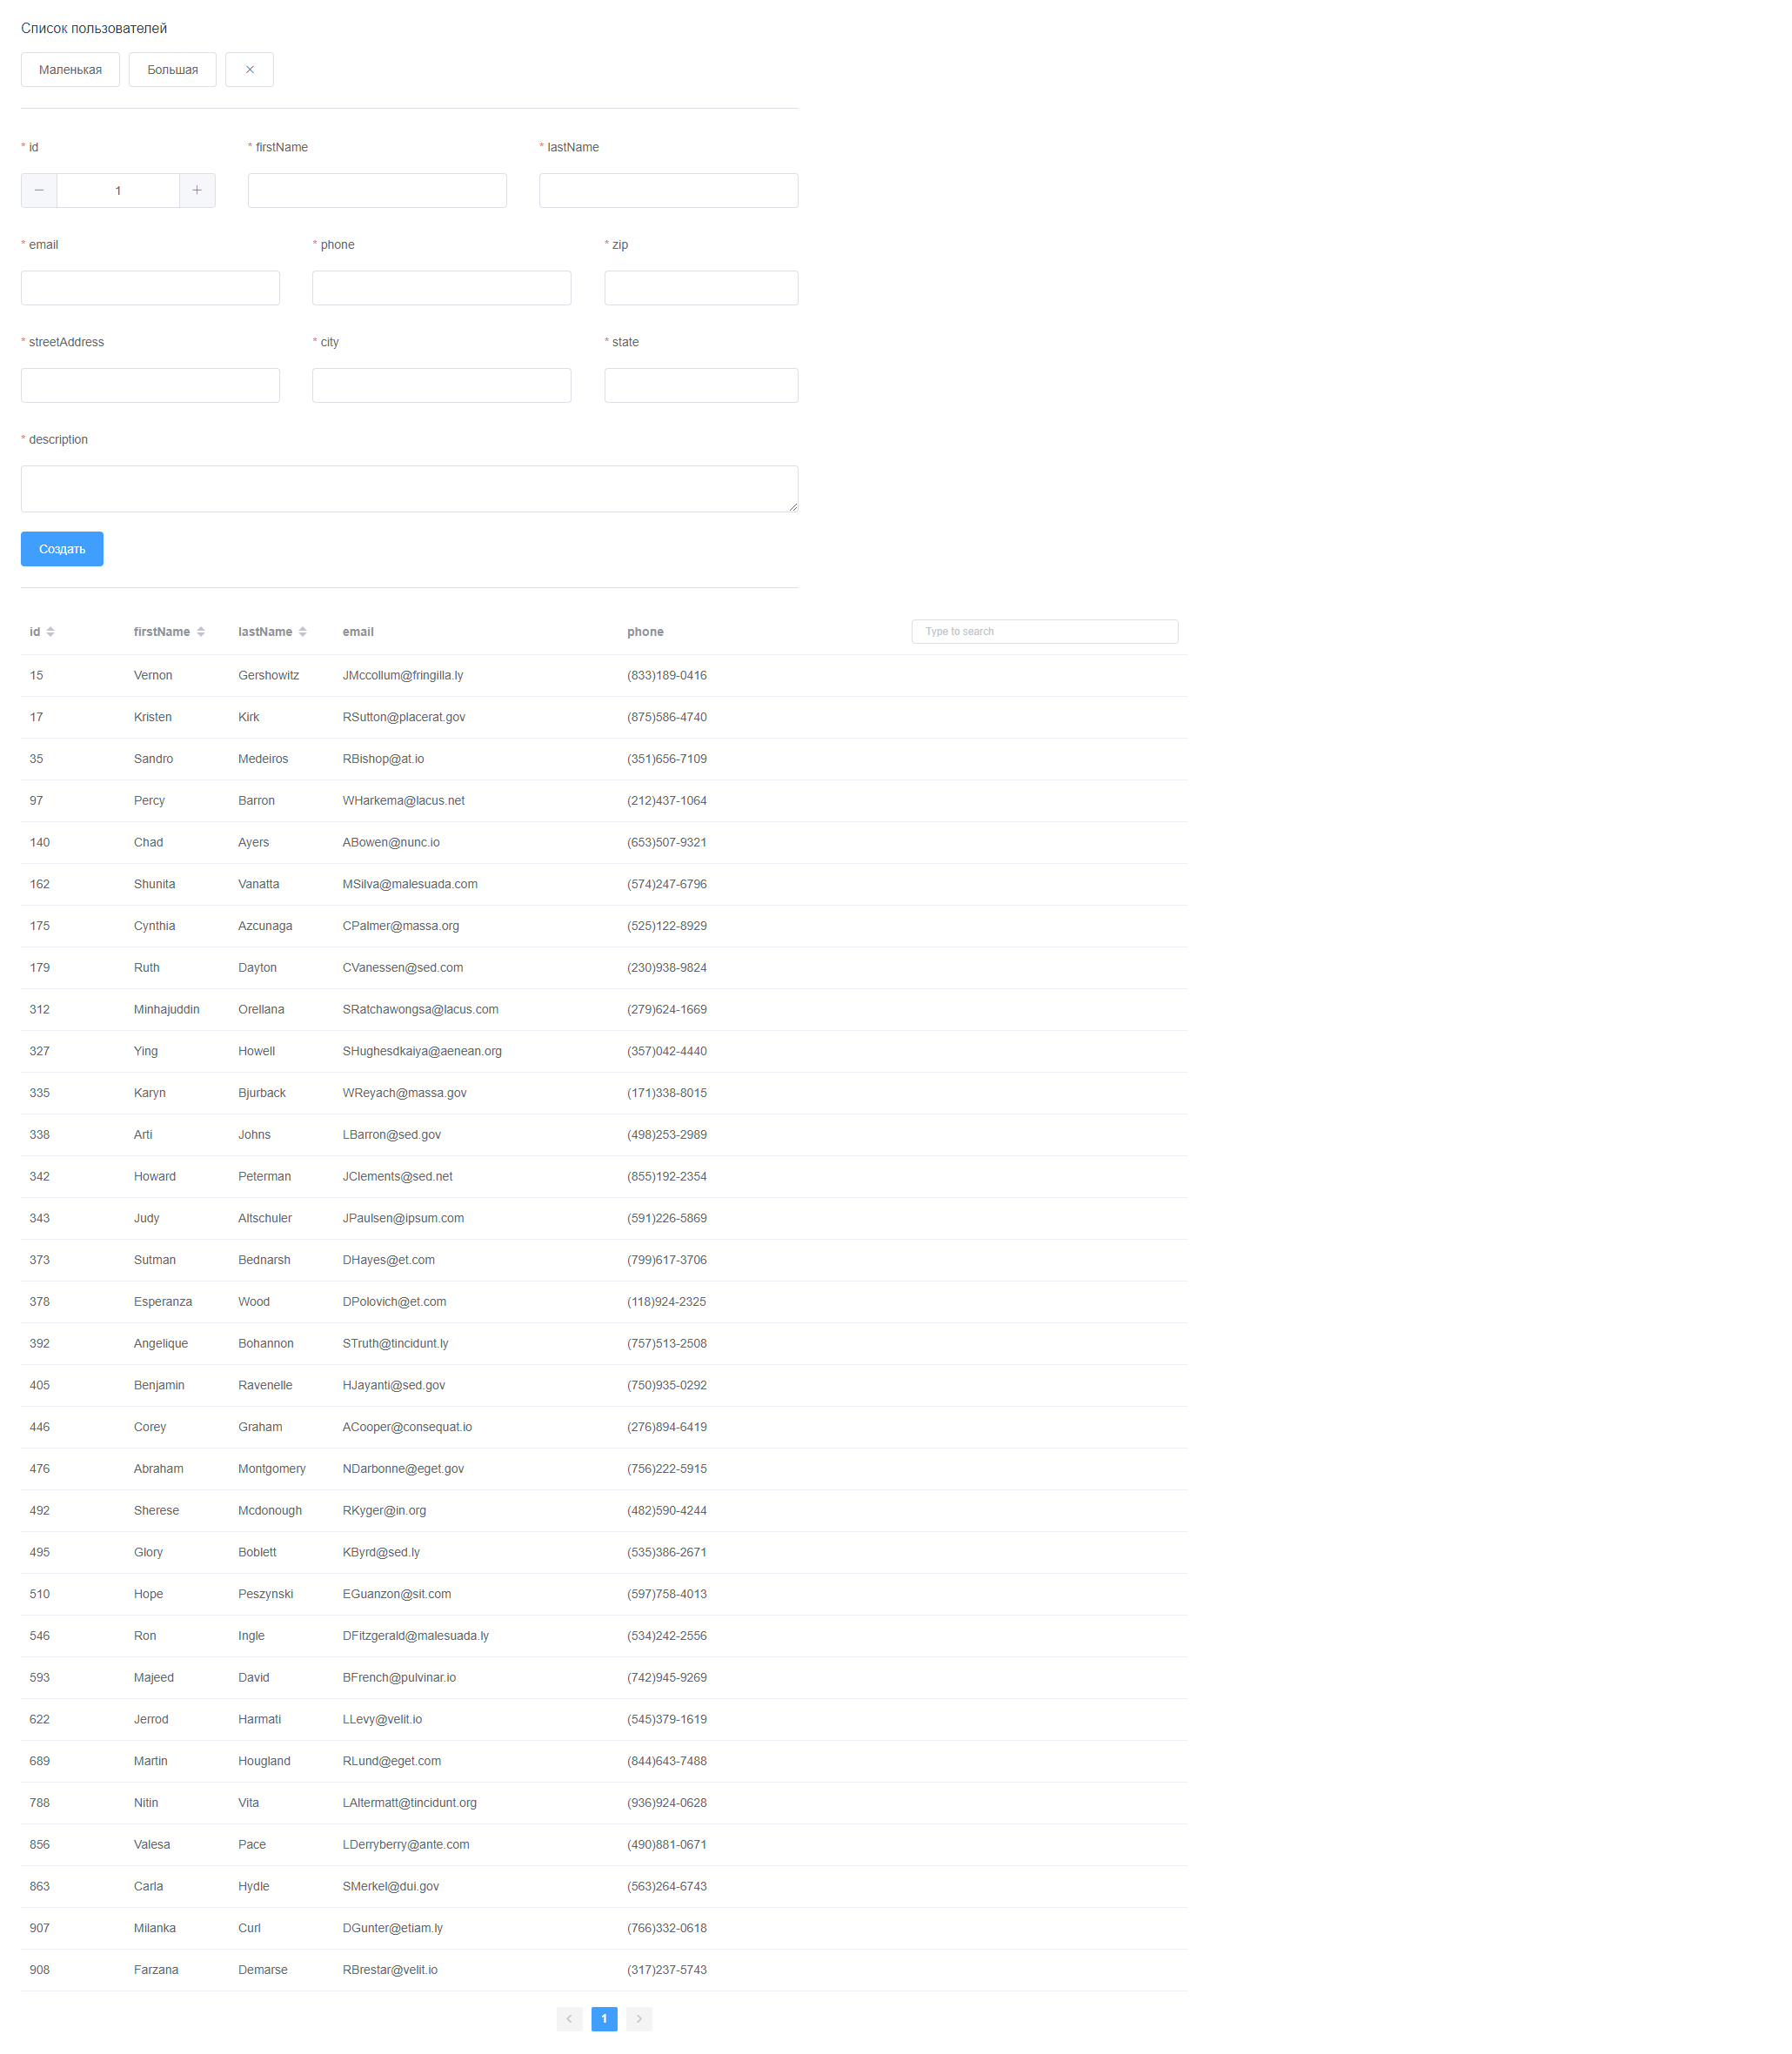 Список пользователей
Маленькая Большая
* id * firstName * lastName
1
* email * phone * zip
* streetAddress * city * state
* description
Создать
id firstName lastName email phone Type to search
15 Vernon Gershowitz JMccollum@fringilla.ly (833)189-0416
17 Kristen Kirk RSutton@placerat.gov (875)586-4740
35 Sandro Medeiros RBishop@at.io (351)656-7109
97 Percy Barron WHarkema@lacus.net (212)437-1064
140 Chad Ayers ABowen@nunc.io (653)507-9321
162 Shunita Vanatta MSilva@malesuada.com (574)247-6796
175 Cynthia Azcunaga CPalmer@massa.org (525)122-8929
179 Ruth Dayton CVanessen@sed.com (230)938-9824
312 Minhajuddin Orellana SRatchawongsa@lacus.com (279)624-1669
327 Ying Howell SHughesdkaiya@aenean.org (357)042-4440
335 Karyn Bjurback WReyach@massa.gov (171)338-8015
338 Arti Johns LBarron@sed.gov (498)253-2989
342 Howard Peterman JClements@sed.net (855)192-2354
343 Judy Altschuler JPaulsen@ipsum.com (591)226-5869
373 Sutman Bednarsh DHayes@et.com (799)617-3706
378 Esperanza Wood DPolovich@et.com (118)924-2325
392 Angelique Bohannon STruth@tincidunt.ly (757)513-2508
405 Benjamin Ravenelle HJayanti@sed.gov (750)935-0292
446 Corey Graham ACooper@consequat.io (276)894-6419
476 Abraham Montgomery NDarbonne@eget.gov (756)222-5915
492 Sherese Mcdonough RKyger@in.org (482)590-4244
495 Glory Boblett KByrd@sed.ly (535)386-2671
510 Hope Peszynski EGuanzon@sit.com (597)758-4013
546 Ron Ingle DFitzgerald@malesuada.ly (534)242-2556
593 Majeed David BFrench@pulvinar.io (742)945-9269
622 Jerrod Harmati LLevy@velit.io (545)379-1619
689 Martin Hougland RLund@eget.com (844)643-7488
788 Nitin Vita LAltermatt@tincidunt.org (936)924-0628
856 Valesa Pace LDerryberry@ante.com (490)881-0671
863 Carla Hydle SMerkel@dui.gov (563)264-6743
907 Milanka Curl DGunter@etiam.ly (766)332-0618
908 Farzana Demarse RBrestar@velit.io (317)237-5743
1